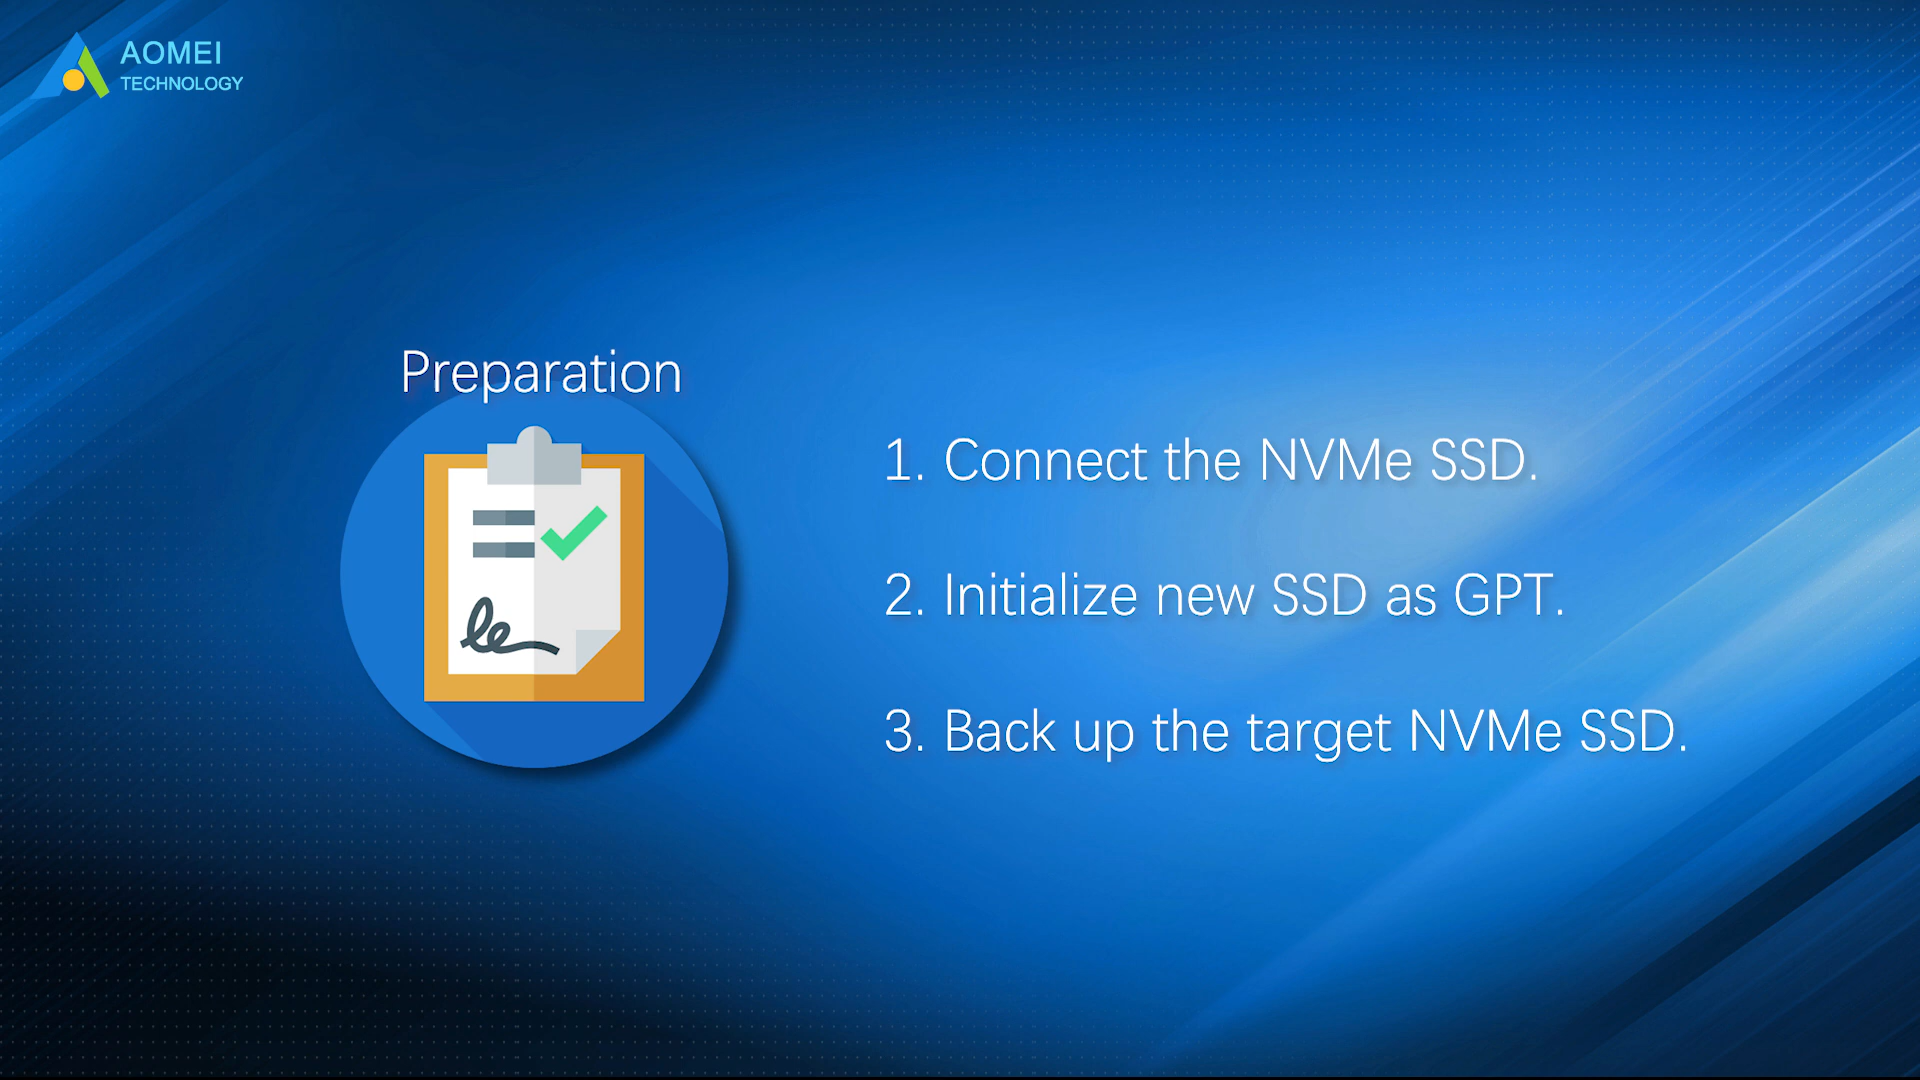 AOMEI
TECHNOLOGY
Preparation
1. Connect the NVMe SSD.
2. Initialize new SSD as GPT.
3. Back up the target NVMe SSD.